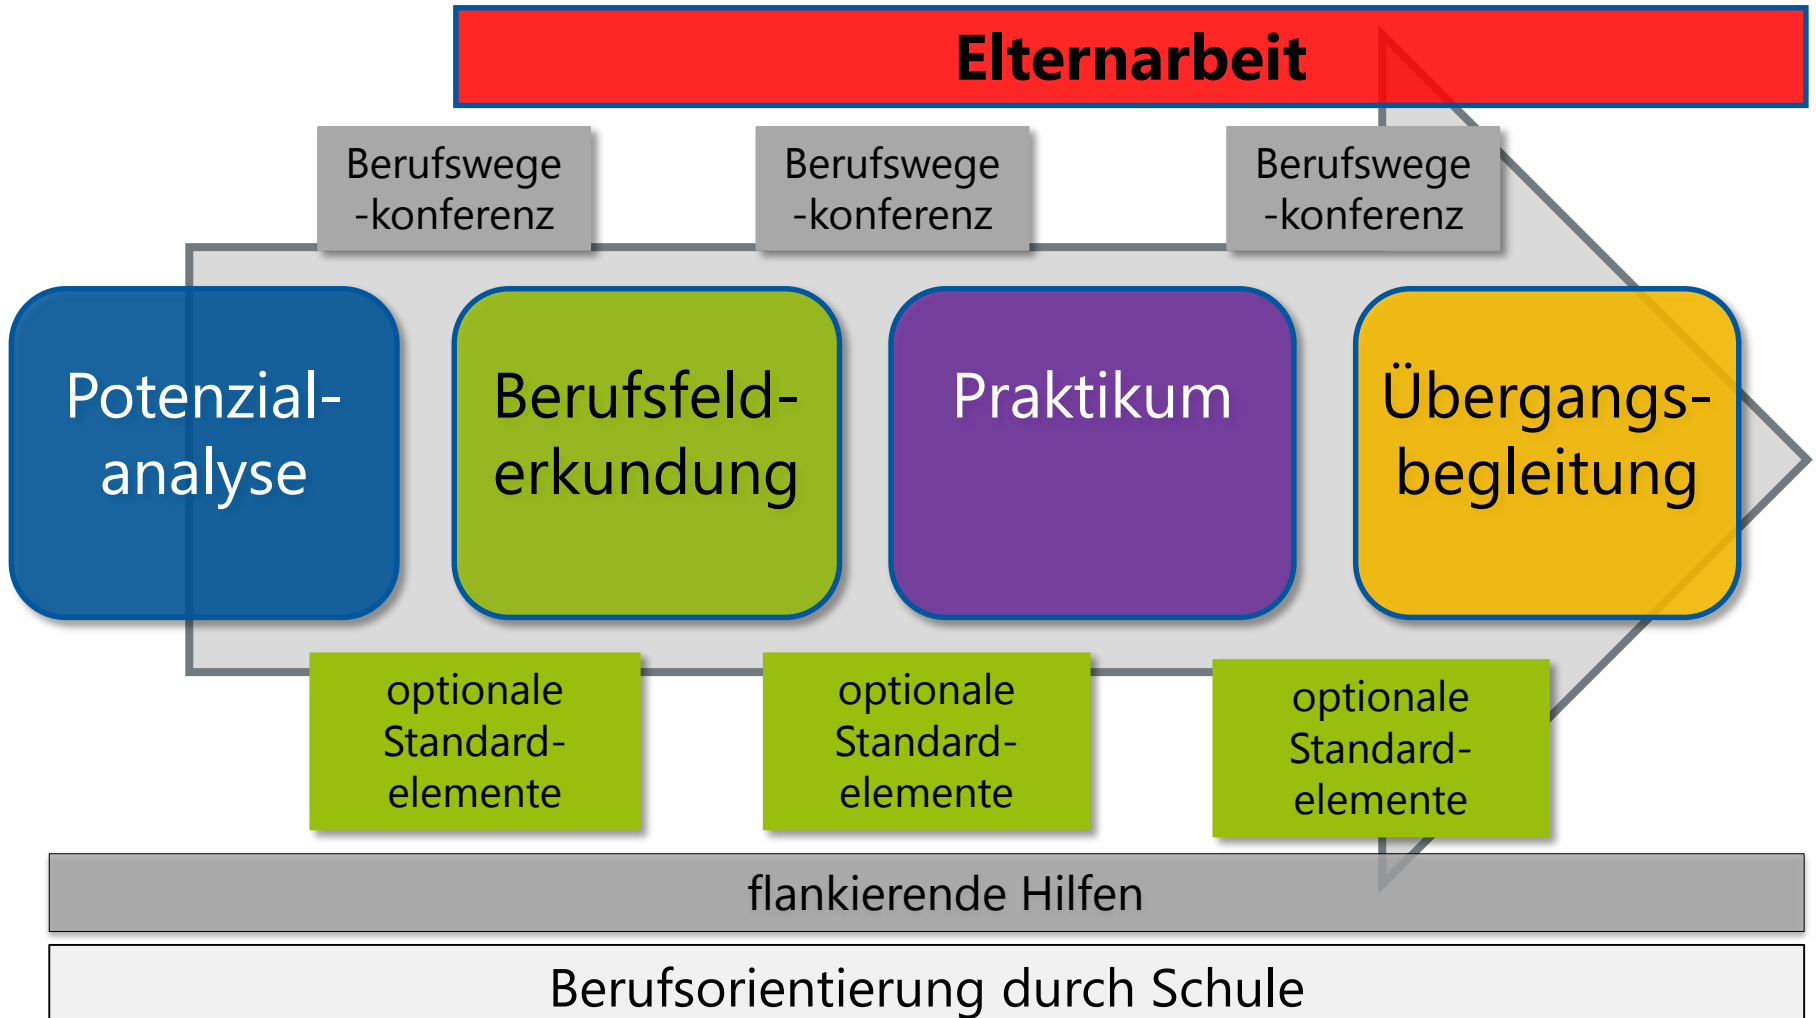 Elternarbeit
Berufswege
-konferenz
Berufswege
-konferenz
Berufswege
-konferenz
Potenzial-
analyse
Berufsfeld-
erkundung
Praktikum
Übergangs-
begleitung
optionale
Standard-
elemente
optionale
Standard-
elemente
optionale
Standard-
elemente
flankierende Hilfen
Berufsorientierung durch Schule